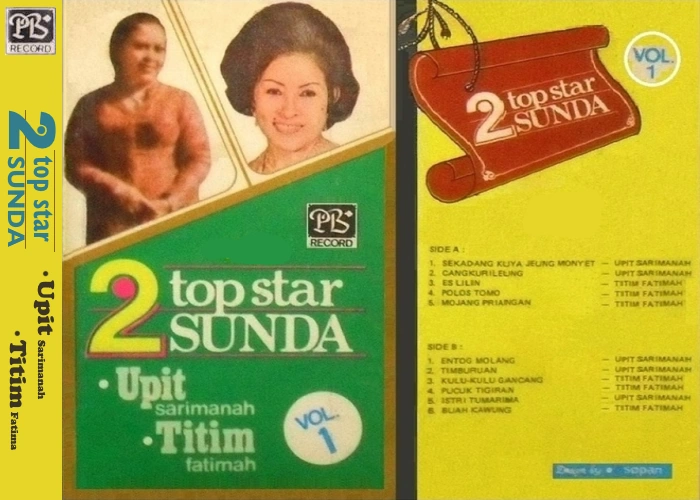 PB
RECORD
2 top star
SUNDA
• Upit Sarimanah
• Titim Fatima
PB
RECORD
2 top star
SUNDA
• Upit
sarimanah
• Titim
fatimah
VOL.
1
2 top star
SUNDA
VOL.
1
SIDE A :
1. SEKADANG KUYA JEUNG MONYET — UPIT SARIMANAH
2. CANGKURILEUNG — UPIT SARIMANAH
3. ES LILIN — TITIM FATIMAH
4. POLOS TOMO — TITIM FATIMAH
5. MOJANG PRIANGAN — TITIM FATIMAH
SIDE B :
1. ENTOG MOLANG — UPIT SARIMANAH
2. TIMBURUAN — UPIT SARIMANAH
3. KULU-KULU GANCANG — TITIM FATIMAH
4. PUCUK TIGIRAN — TITIM FATIMAH
5. ISTRI TUMARIMA — UPIT SARIMANAH
6. BUAH KAWUNG — TITIM FATIMAH
Design by • sopan